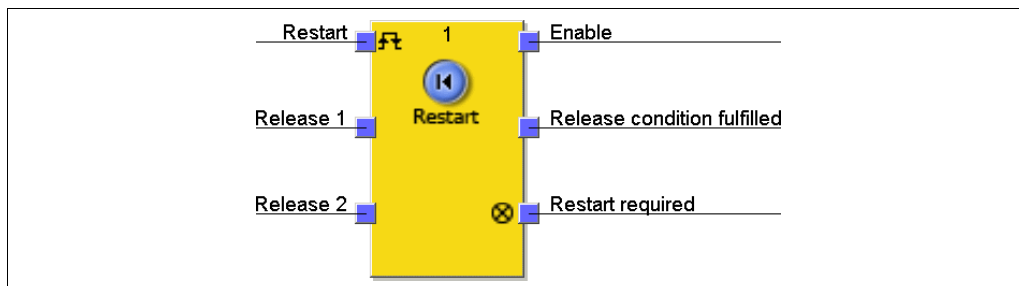 Restart 1 Enable
Release 1 Restart Release condition fulfilled
Release 2 Restart required